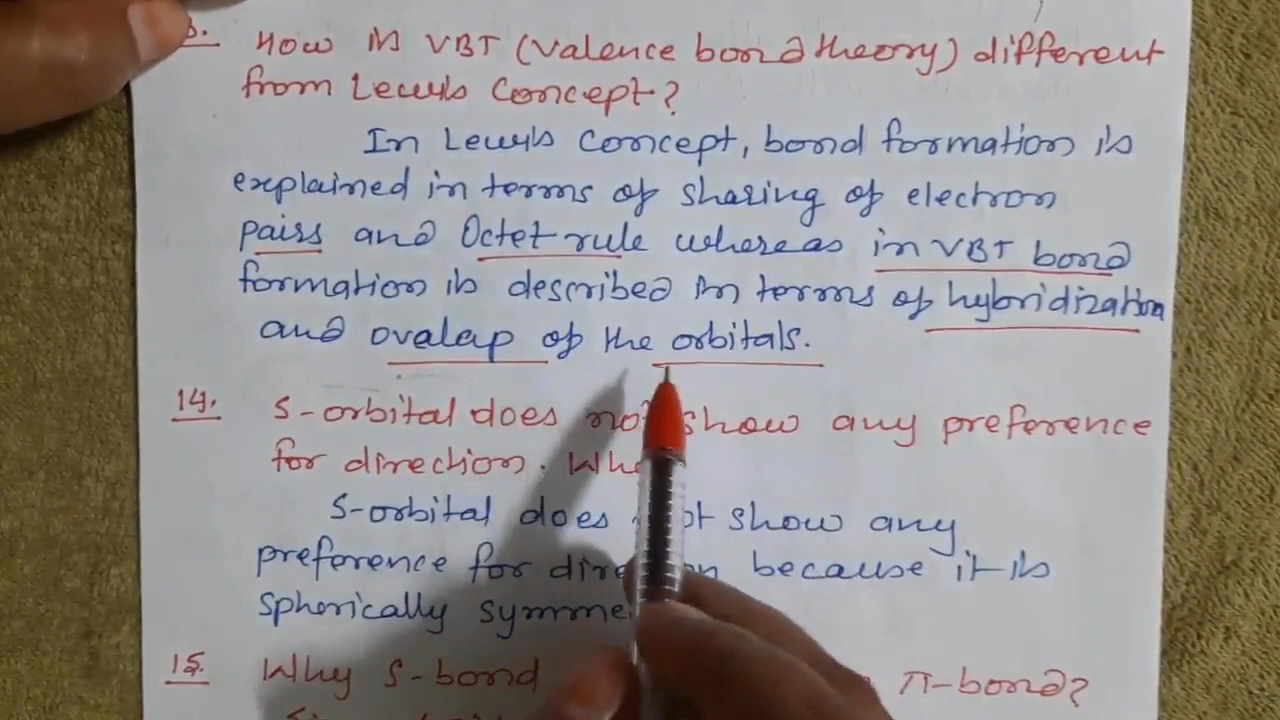 How is VBT (Valence bond theory) different
from Lewis Concept?
In Lewis Concept, bond formation is
explained in terms of sharing of electron
pairs and Octet rule whereas in VBT bond
formation is described in terms of hybridization
and ovalap of the orbitals.
14. S-orbital does not show any preference
for direction.
S-orbital does show any
preference for because it is
spherically
15. Why S-bond π-bond?